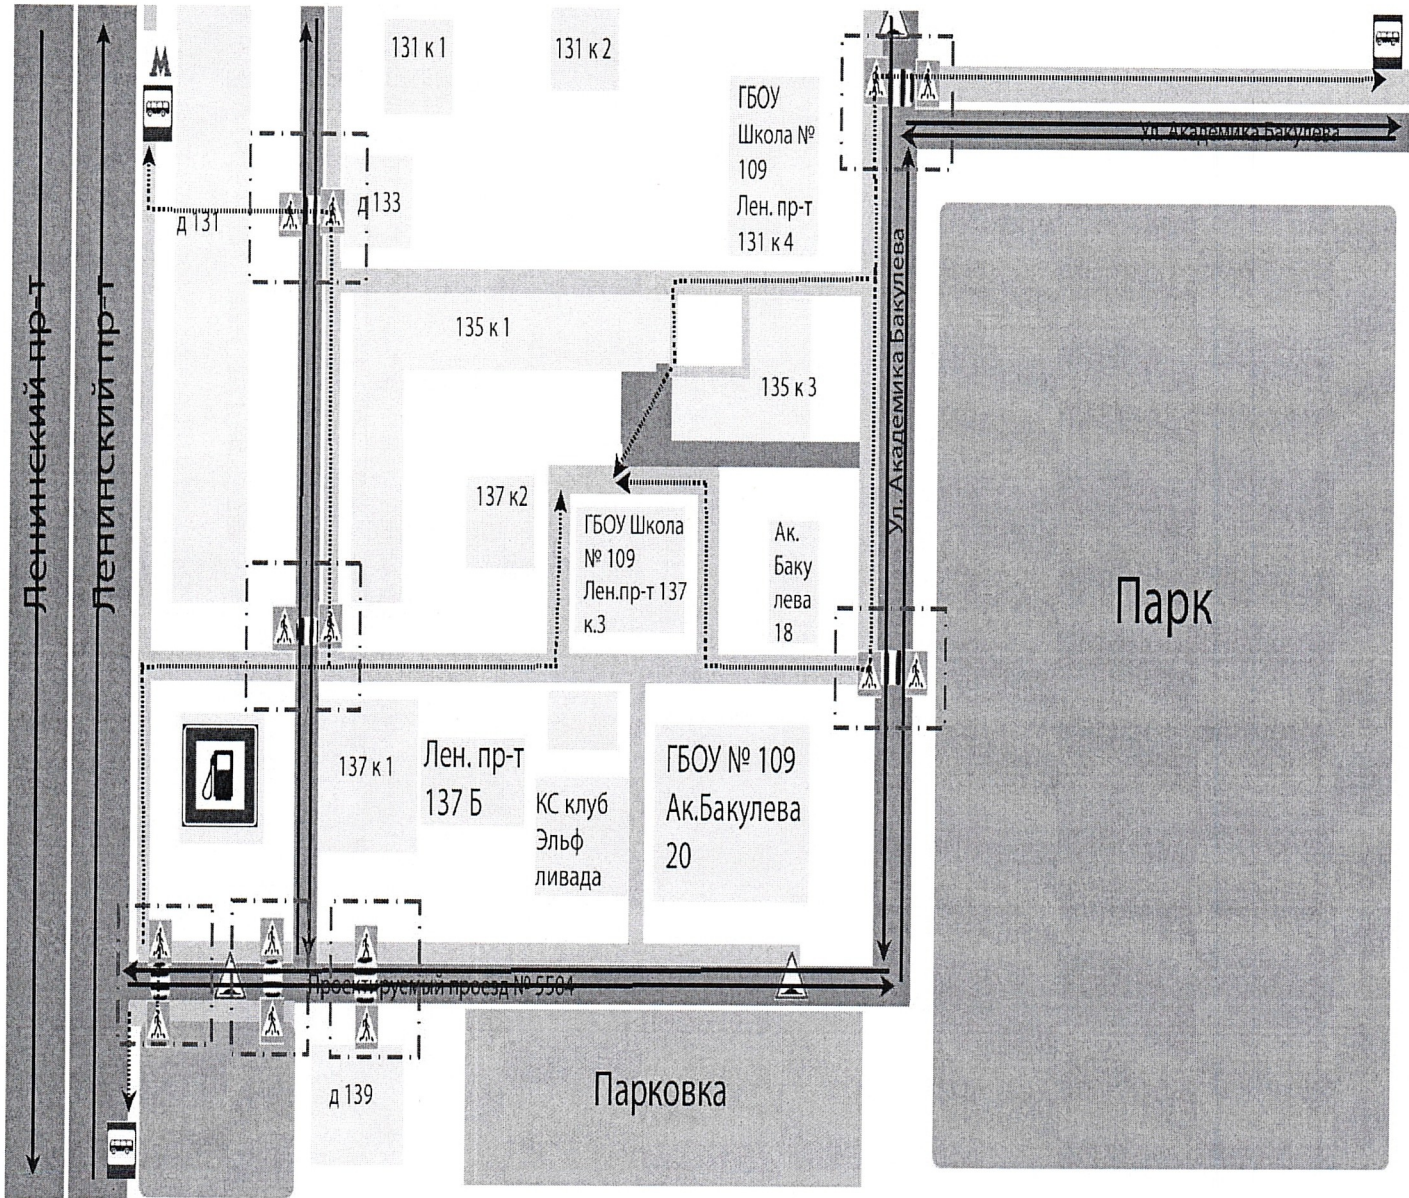 М
131 к 1
131 к 2
ГБОУ
Школа №
109
Лен. пр-т
131 к 4
Ул. Академика Бакулева
д 131
д 133
Ленинский пр-т
Ленинский пр-т
135 к 1
135 к 3
Ул. Академика Бакулева
137 к2
ГБОУ Школа
№ 109
Лен.пр-т 137
к.3
Ак.
Баку
лева
18
Парк
137 к 1
Лен. пр-т
137 Б
КС клуб
Эльф
ливада
ГБОУ № 109
Ак.Бакулева
20
Проектируемый проезд № 5504
д 139
Парковка